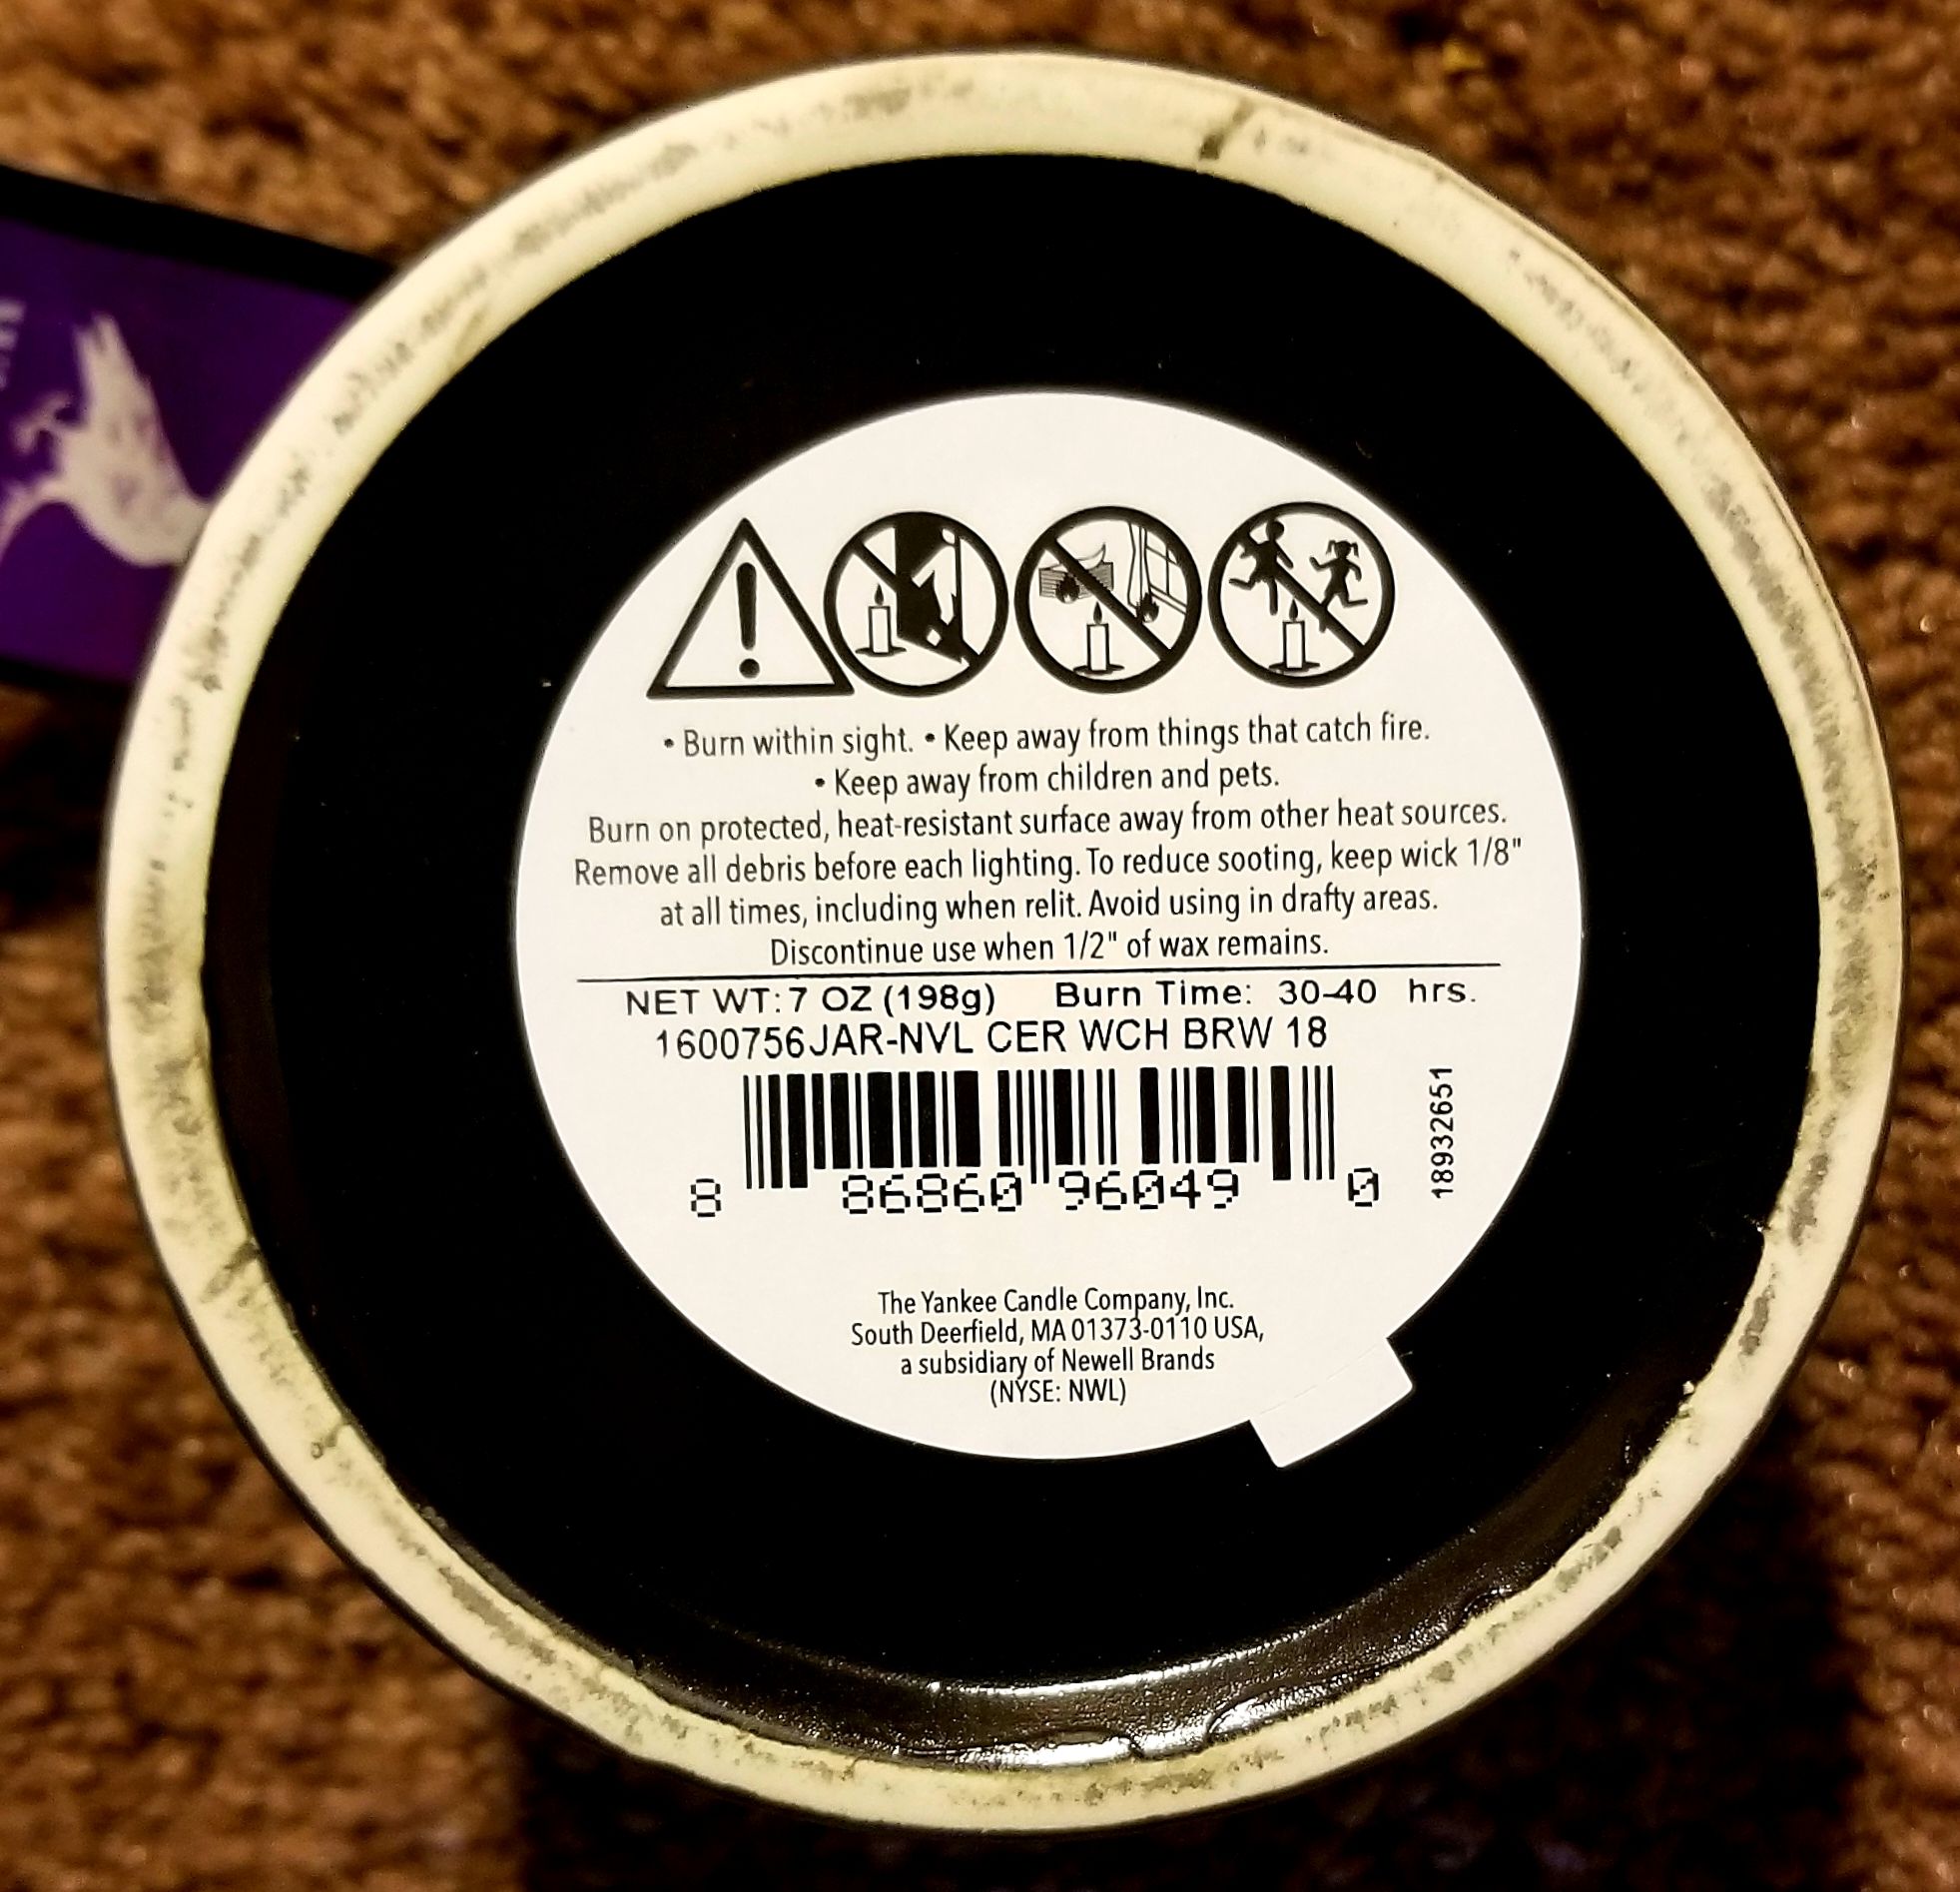 • Burn within sight. • Keep away from things that catch fire.
• Keep away from children and pets.
Burn on protected, heat-resistant surface away from other heat sources.
Remove all debris before each lighting. To reduce sooting, keep wick 1/8"
at all times, including when relit. Avoid using in drafty areas.
Discontinue use when 1/2" of wax remains.
NET WT: 7 OZ (198g) Burn Time: 30-40 hrs.
1600756JAR-NVL CER WCH BRW 18
8 86860 96049 0
18932651
The Yankee Candle Company, Inc.
South Deerfield, MA 01373-0110 USA,
a subsidiary of Newell Brands
(NYSE: NWL)